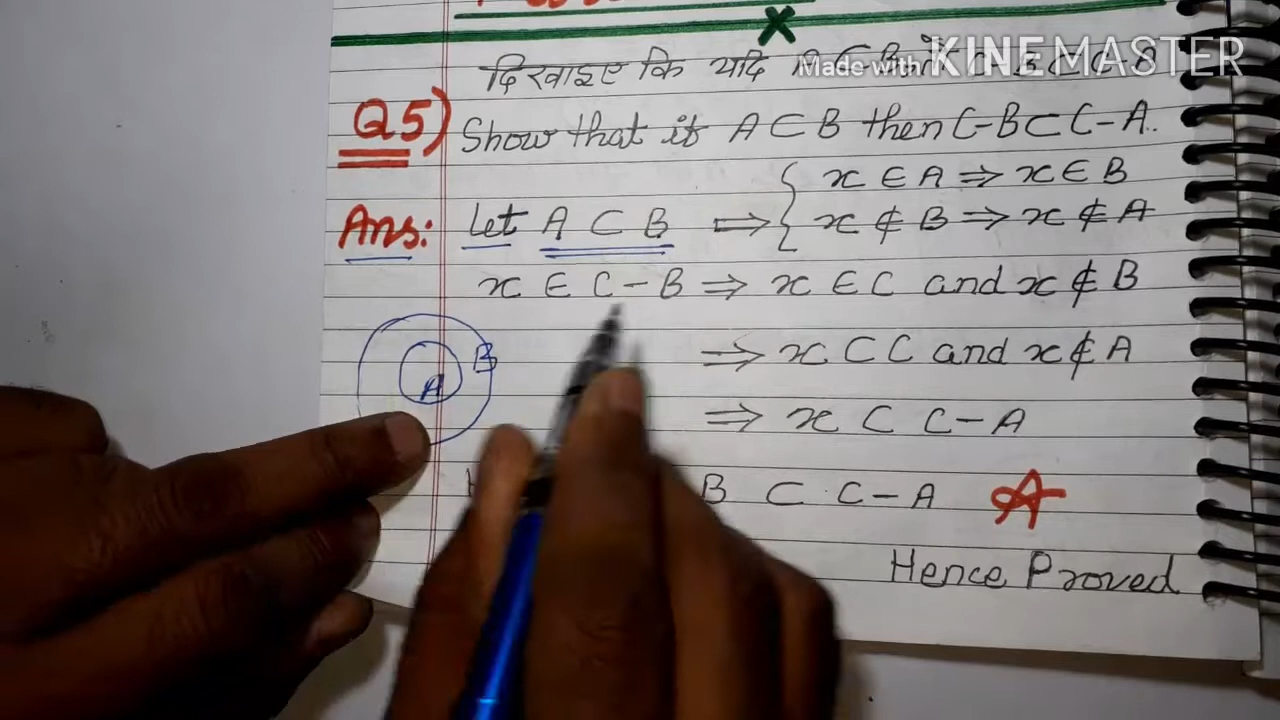 दिखाइए कि यदि A ⊂ B C-B ⊂ C-A
Made with KINEMASTER
Q5) Show that if A ⊂ B then C-B ⊂ C-A.
x ∈ A ⇒ x ∈ B
Ans: Let A ⊂ B ⇒ { x ∉ B ⇒ x ∉ A
x ∈ C - B ⇒ x ∈ C and x ∉ B
⇒ x ⊂ C and x ∉ A
⇒ x ⊂ C - A
B ⊂ C - A
Hence Proved
A
B